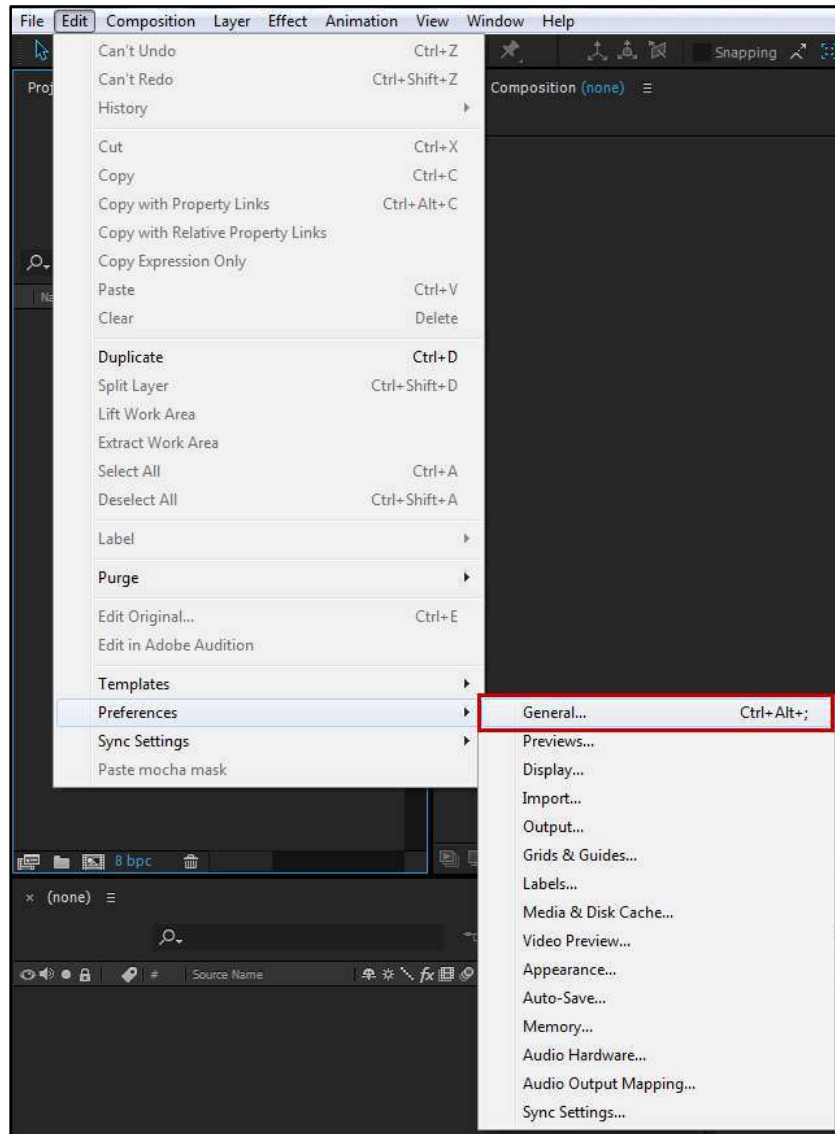 File Edit Composition Layer Effect Animation View Window Help
Snapping
Can't Undo Ctrl+Z
Can't Redo Ctrl+Shift+Z
Proj
Composition (none)
History
Cut Ctrl+X
Copy Ctrl+C
Copy with Property Links Ctrl+Alt+C
Copy with Relative Property Links
Copy Expression Only
Paste Ctrl+V
Na
Clear Delete
Duplicate Ctrl+D
Split Layer Ctrl+Shift+D
Lift Work Area
Extract Work Area
Select All Ctrl+A
Deselect All Ctrl+Shift+A
Label
Purge
Edit Original... Ctrl+E
Edit in Adobe Audition
Templates
Preferences
Sync Settings
Paste mocha mask
General... Ctrl+Alt+;
Previews...
Display...
Import...
Output...
Grids & Guides...
Labels...
Media & Disk Cache...
Video Preview...
Appearance...
Auto-Save...
Memory...
Audio Hardware...
Audio Output Mapping...
Sync Settings...
8 bpc
× (none)
# Source Name
fx